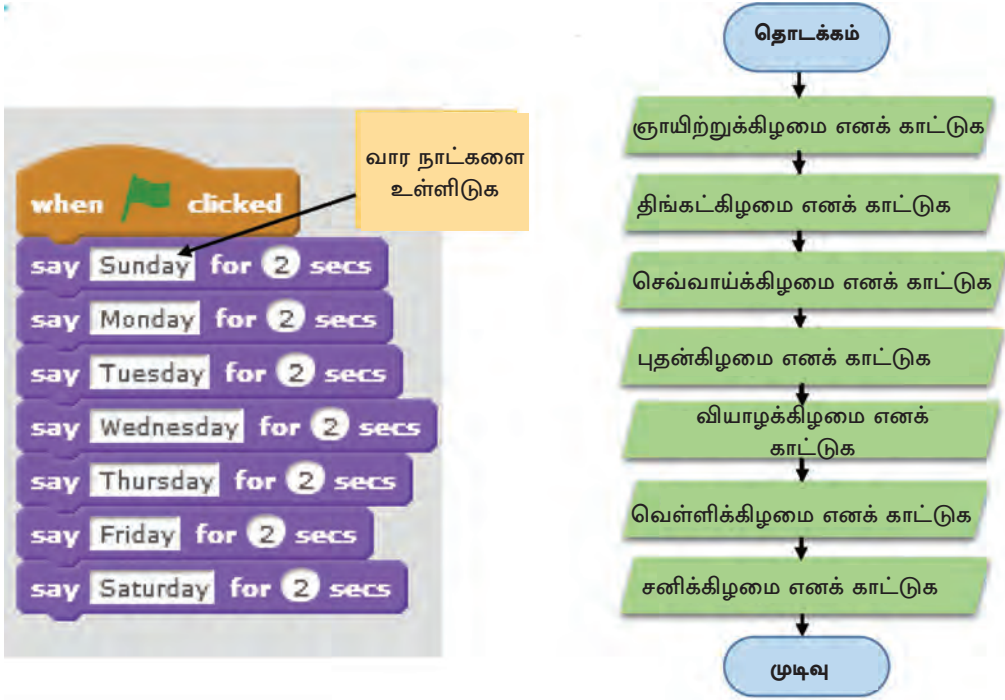 வார நாட்களை
உள்ளிடுக
when clicked
say Sunday for 2 secs
say Monday for 2 secs
say Tuesday for 2 secs
say Wednesday for 2 secs
say Thursday for 2 secs
say Friday for 2 secs
say Saturday for 2 secs
தொடக்கம்
ஞாயிற்றுக்கிழமை எனக் காட்டுக
திங்கட்கிழமை எனக் காட்டுக
செவ்வாய்க்கிழமை எனக் காட்டுக
புதன்கிழமை எனக் காட்டுக
வியாழக்கிழமை எனக்
காட்டுக
வெள்ளிக்கிழமை எனக் காட்டுக
சனிக்கிழமை எனக் காட்டுக
முடிவு